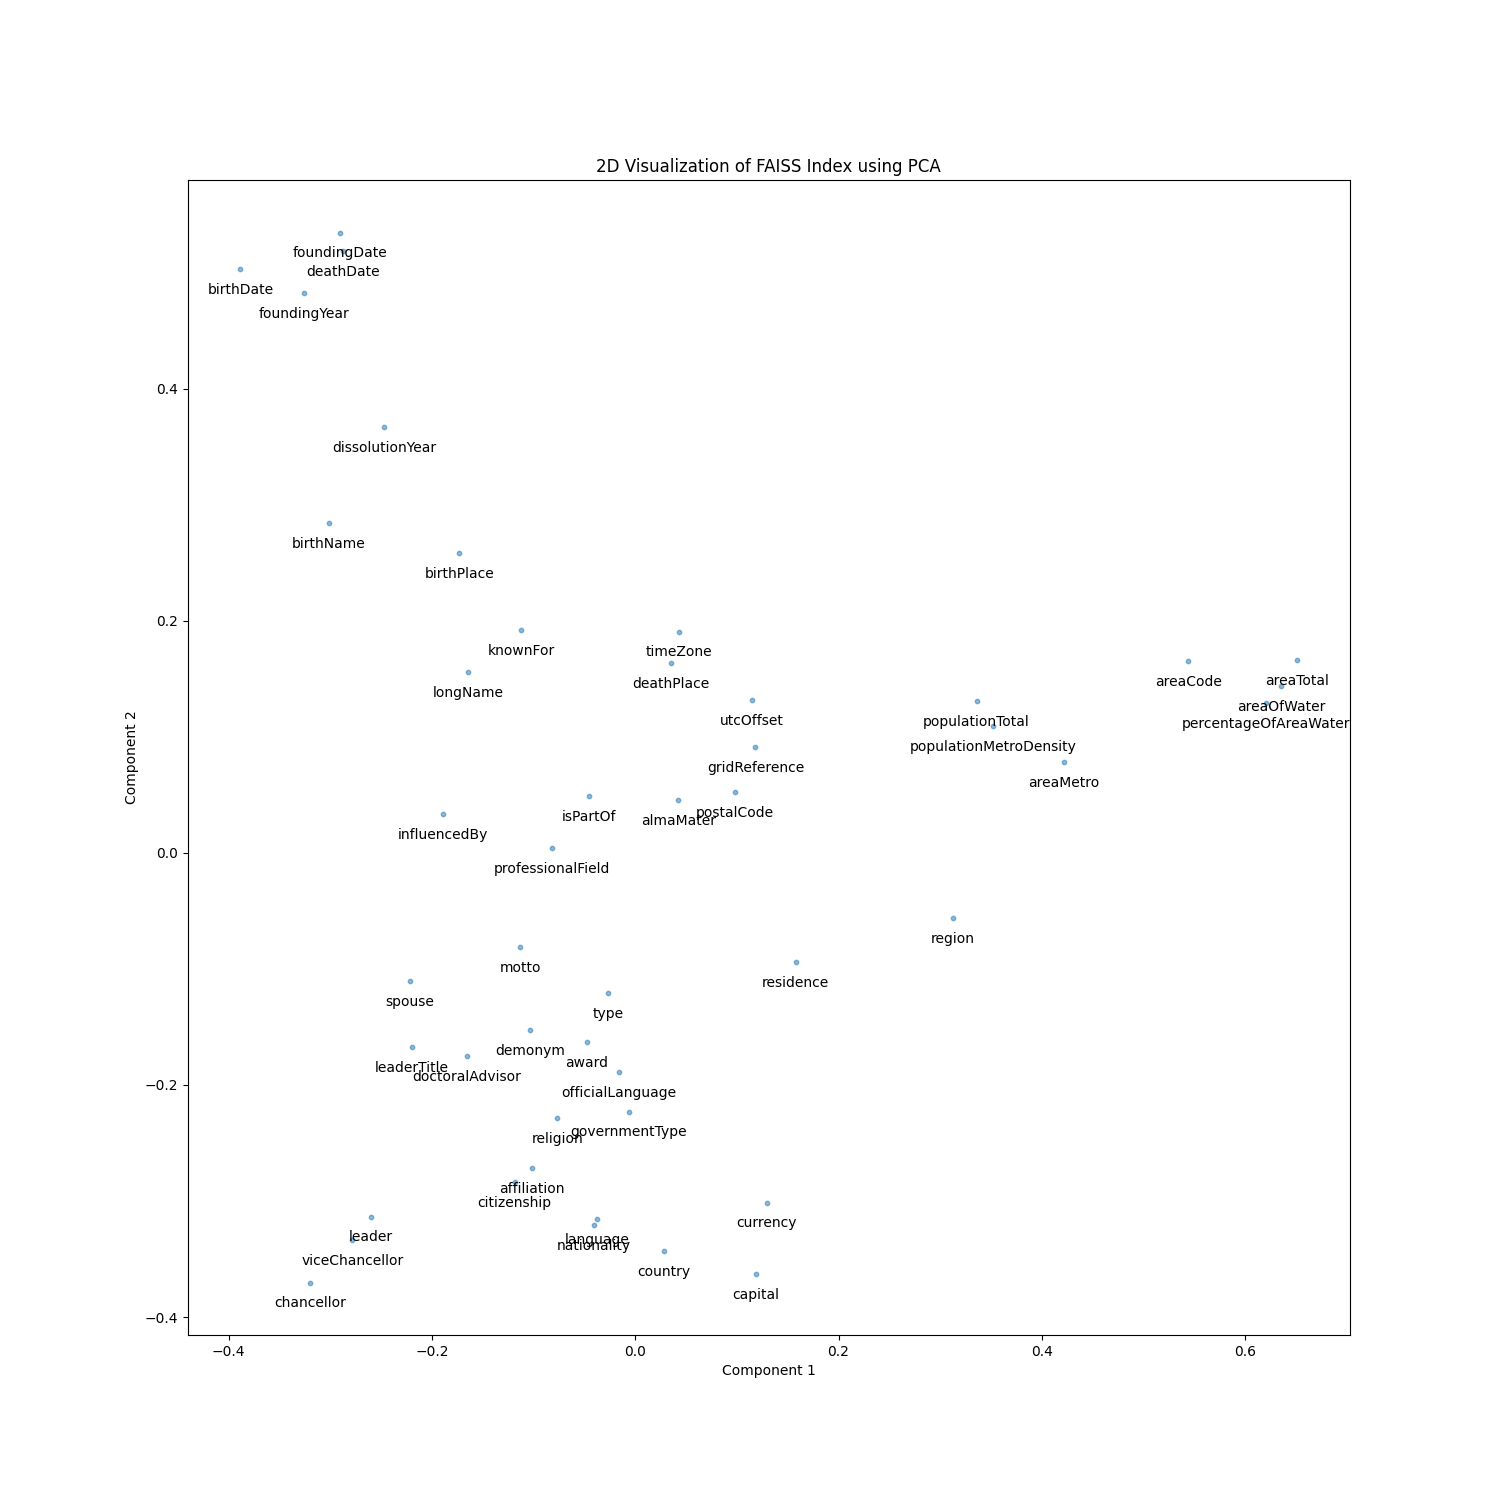 2D Visualization of FAISS Index using PCA
foundingDate
deathDate
birthDate
foundingYear
0.4
dissolutionYear
birthName
birthPlace
0.2
knownFor
timeZone
deathPlace
longName
areaCode
areaTotal
areaOfWater
percentageOfAreaWater
utcOffset
populationTotal
populationMetroDensity
gridReference
areaMetro
Component 2
isPartOf
almaMater
postalCode
influencedBy
0.0
professionalField
region
motto
residence
spouse
type
demonym
award
leaderTitle
doctoralAdvisor
−0.2
officialLanguage
governmentType
religion
affiliation
citizenship
currency
leader
language
nationality
viceChancellor
country
capital
chancellor
−0.4
−0.4
−0.2
0.0
0.2
0.4
0.6
Component 1